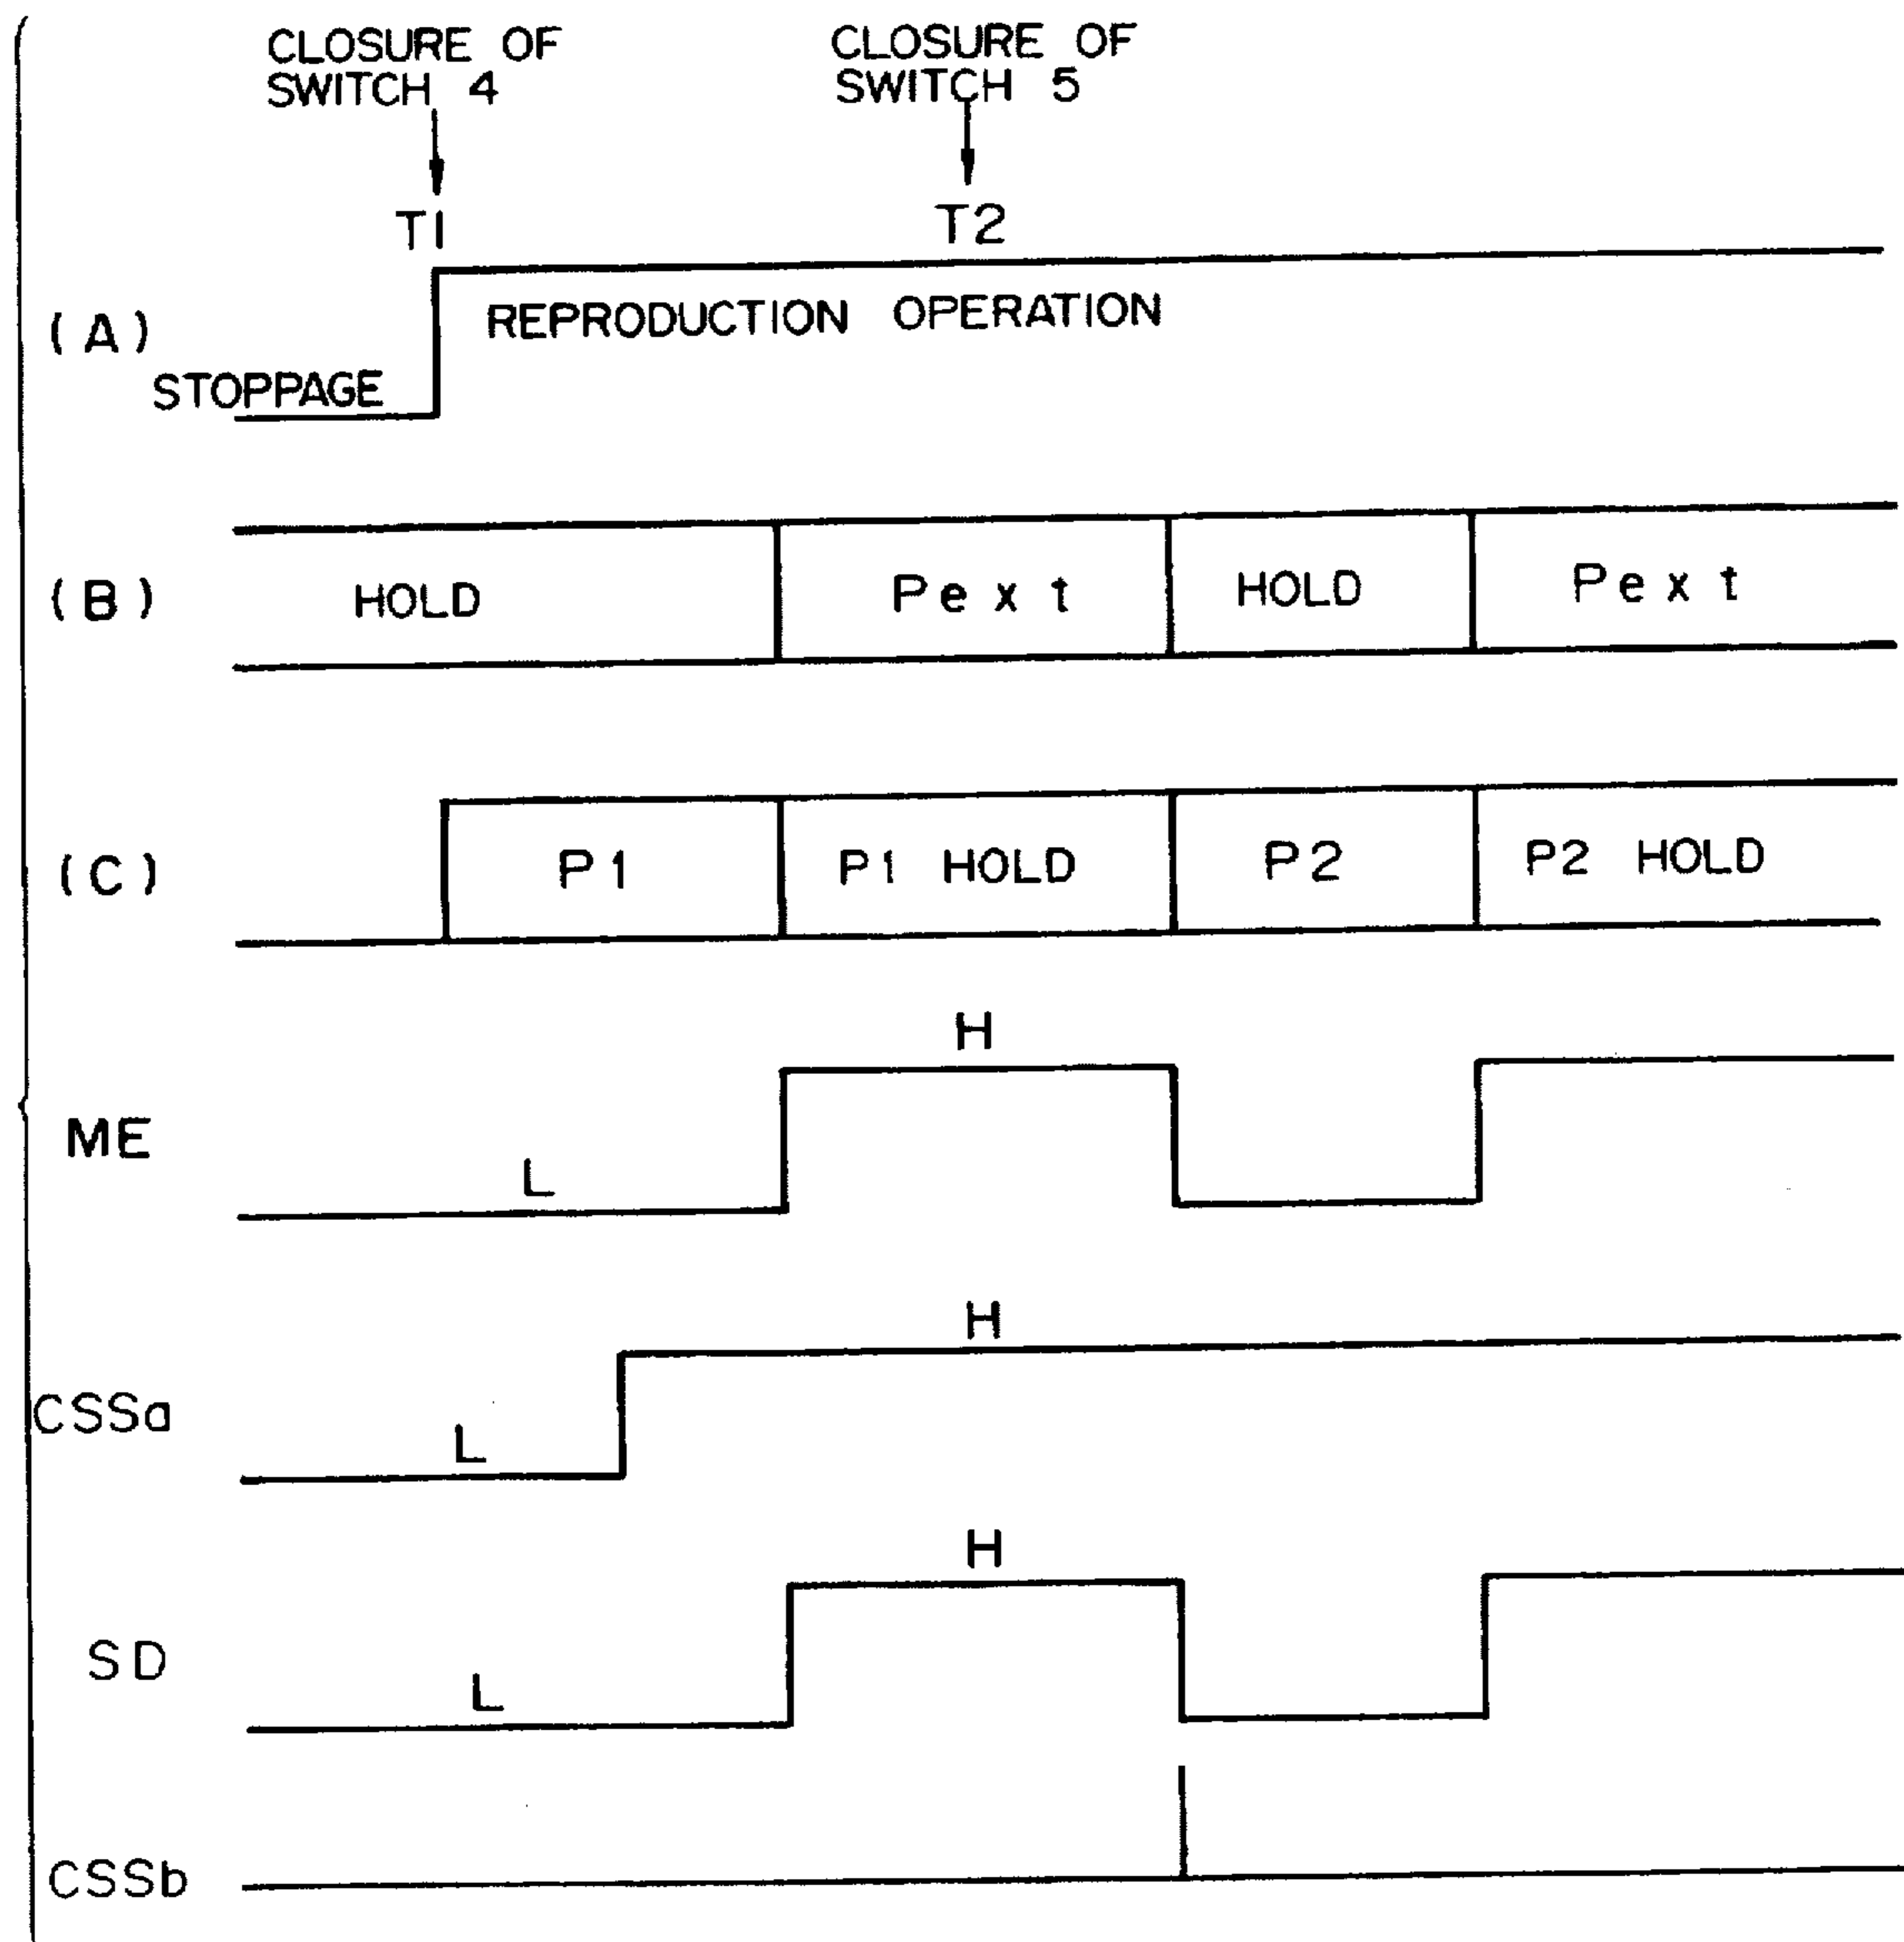 CLOSURE OF
SWITCH 4
CLOSURE OF
SWITCH 5
T1
T2
(A)
REPRODUCTION OPERATION
STOPPAGE
(B)
HOLD
Pext
HOLD
Pext
(C)
P1
P1 HOLD
P2
P2 HOLD
ME
H
L
CSSa
H
L
SD
H
L
CSSb